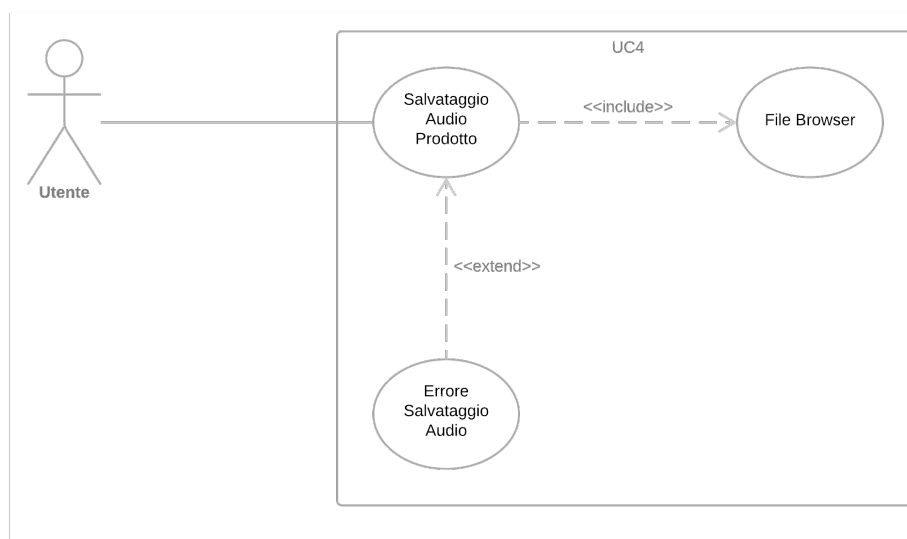 UC4
Salvataggio
Audio
Prodotto
<<include>>
File Browser
Utente
<<extend>>
Errore
Salvataggio
Audio